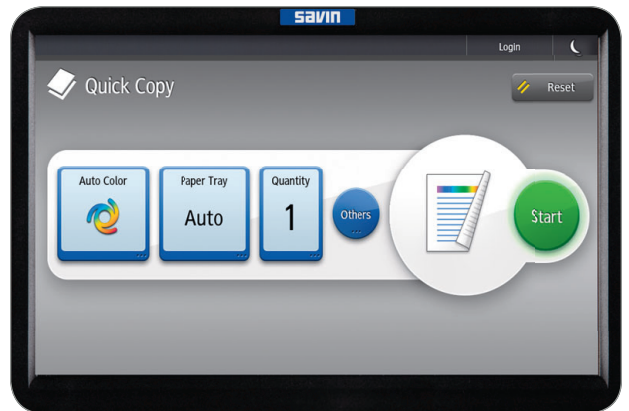 SAVIN
Login
Quick Copy
Reset
Auto Color
Paper Tray
Quantity
Auto
1
Others
Start